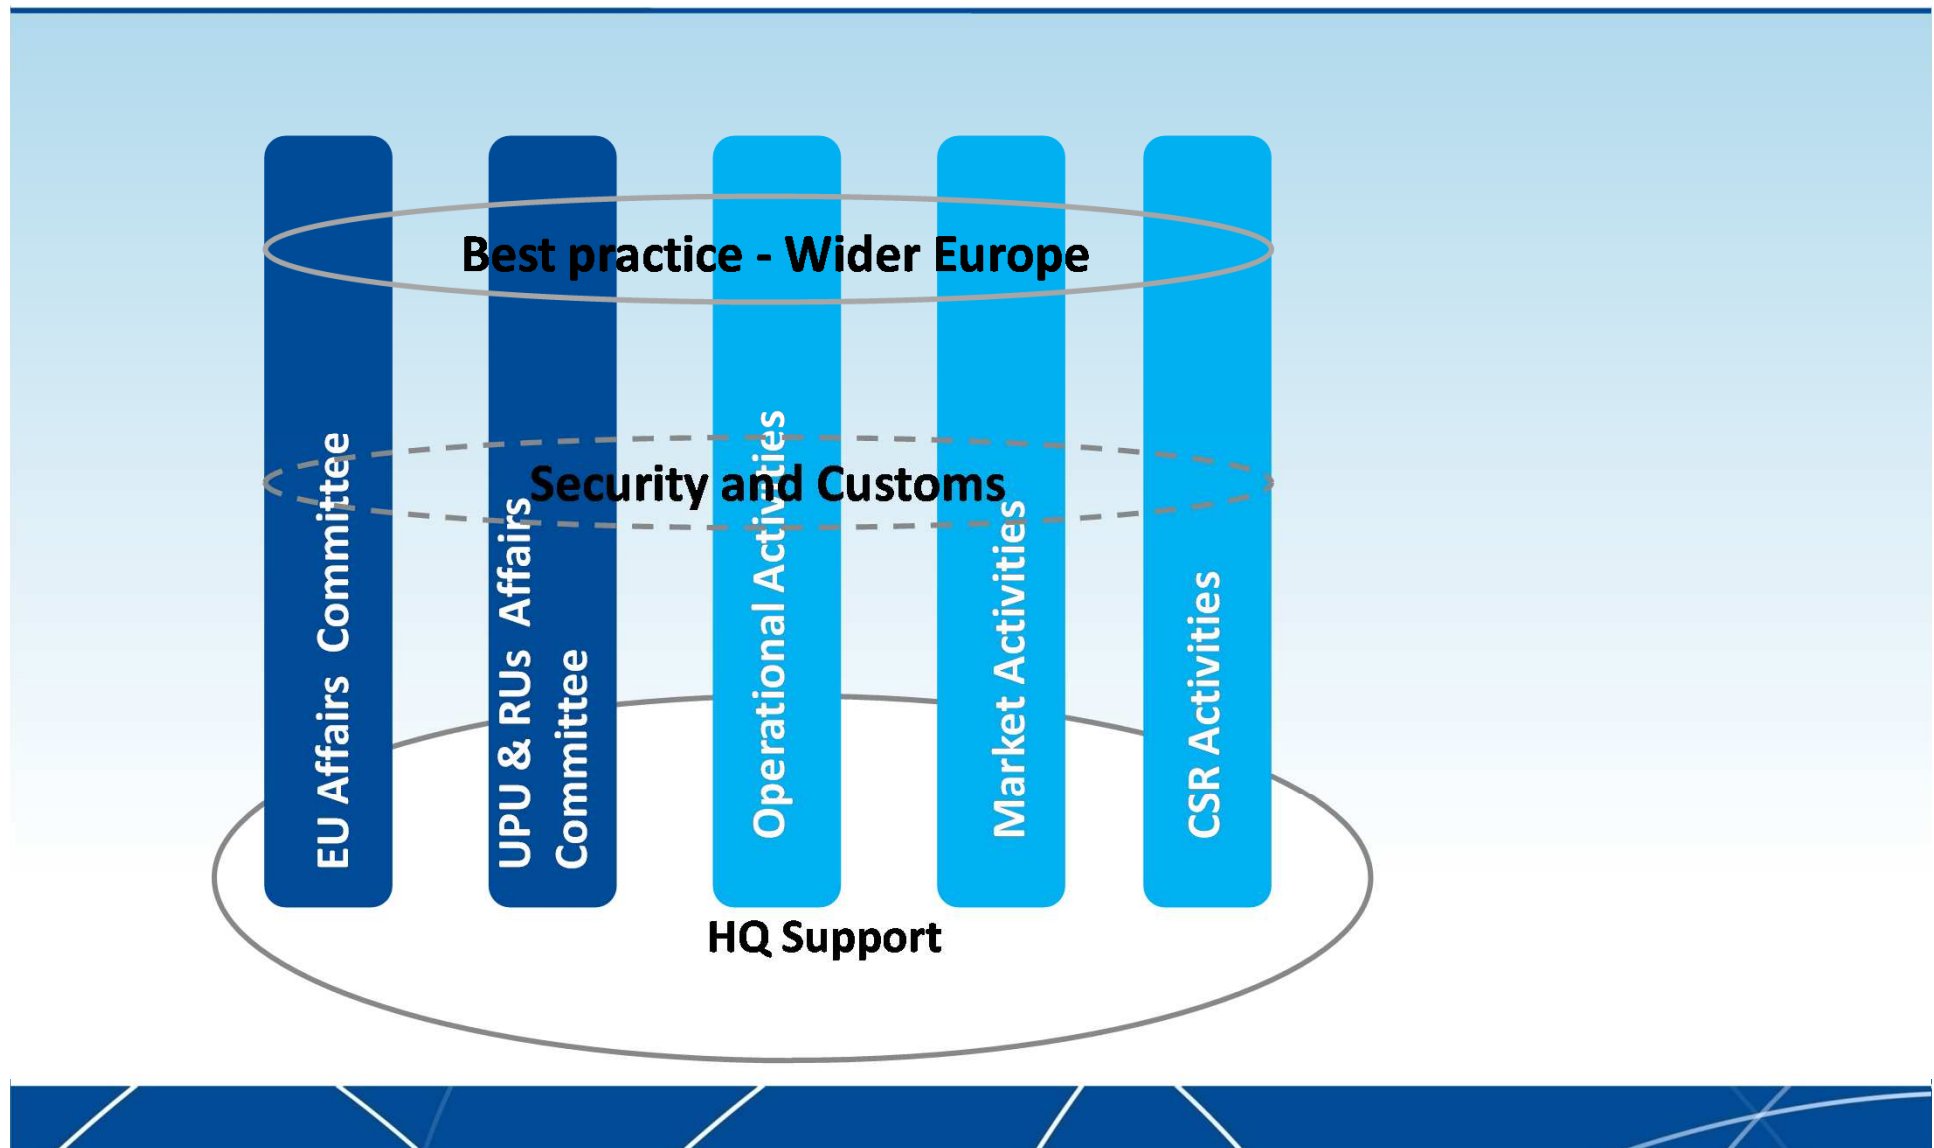 Best practice - Wider Europe
Security and Customs
EU Affairs Committee
UPU & RUs Affairs
Committee
Operational Activities
Market Activities
CSR Activities
HQ Support